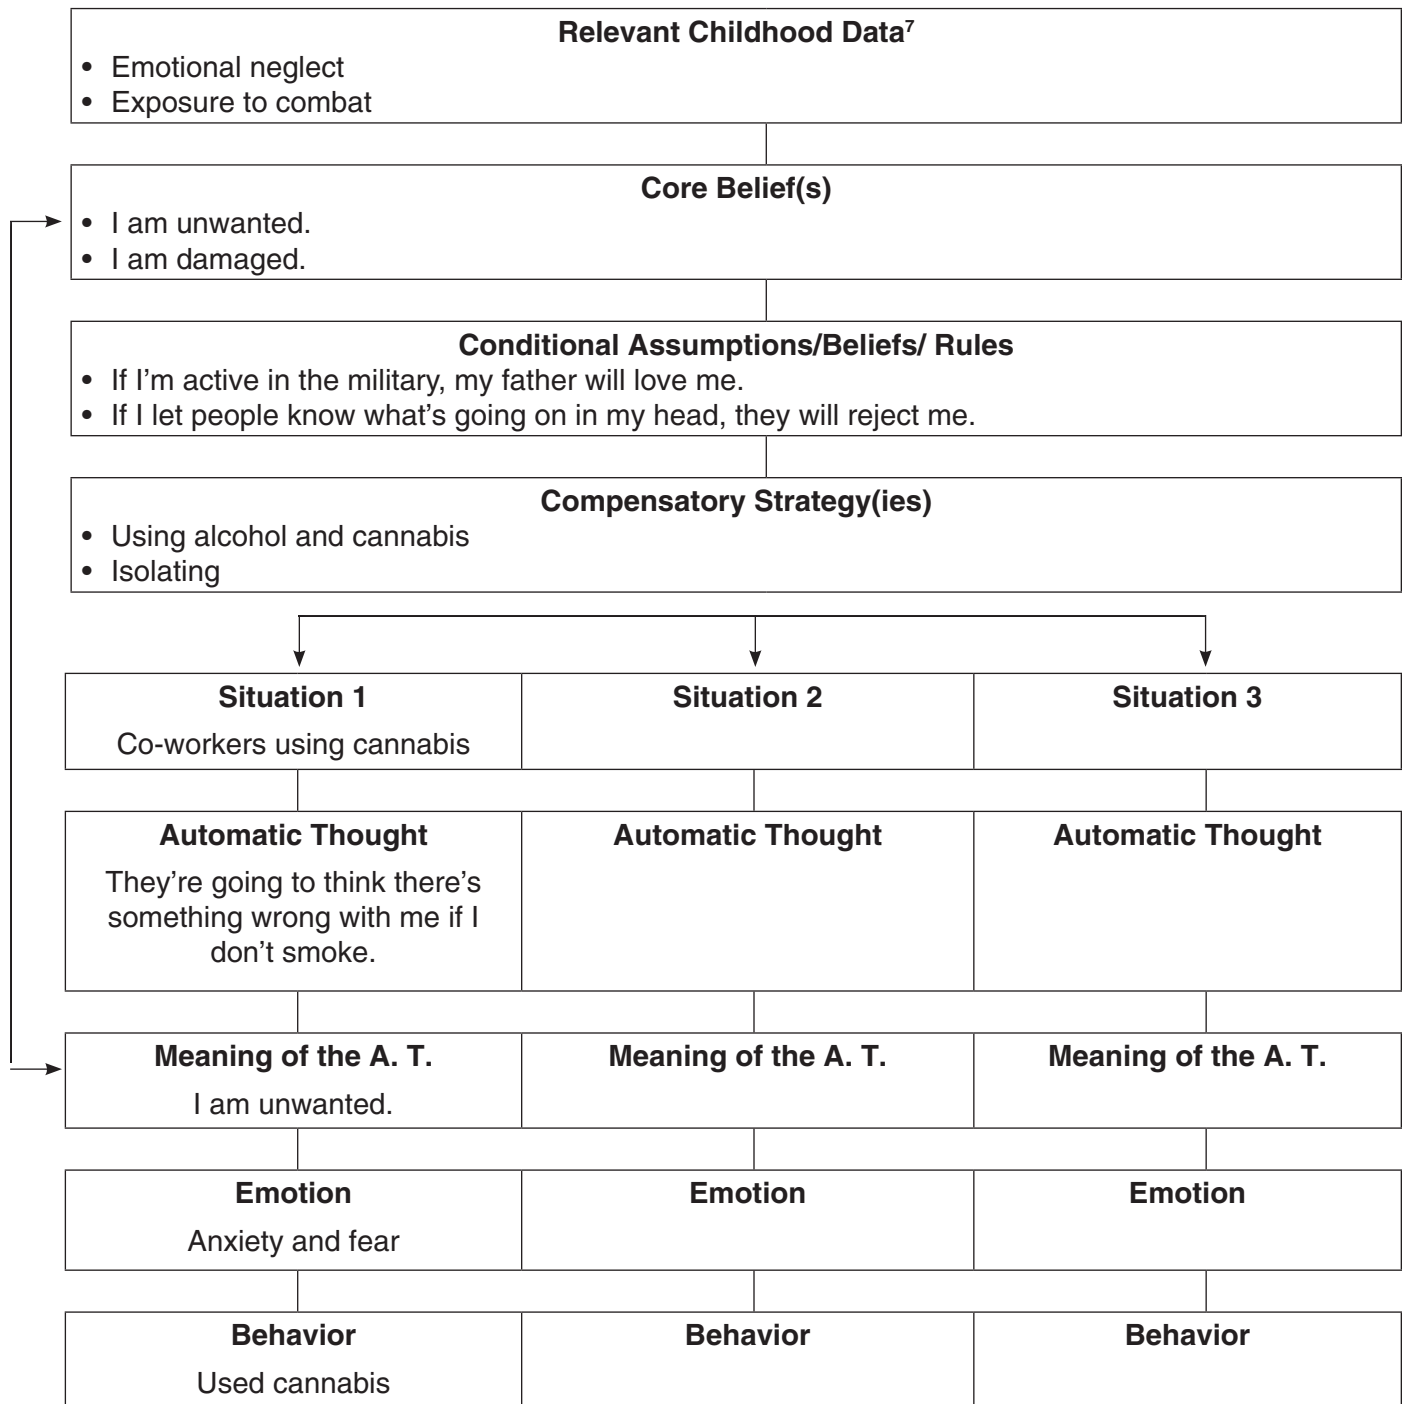 Relevant Childhood Data⁷
• Emotional neglect
• Exposure to combat
Core Belief(s)
• I am unwanted.
• I am damaged.
Conditional Assumptions/Beliefs/ Rules
• If I’m active in the military, my father will love me.
• If I let people know what’s going on in my head, they will reject me.
Compensatory Strategy(ies)
• Using alcohol and cannabis
• Isolating
Situation 1
Co-workers using cannabis
Situation 2
Situation 3
Automatic Thought
They’re going to think there’s
something wrong with me if I
don’t smoke.
Automatic Thought
Automatic Thought
Meaning of the A. T.
I am unwanted.
Meaning of the A. T.
Meaning of the A. T.
Emotion
Anxiety and fear
Emotion
Emotion
Behavior
Used cannabis
Behavior
Behavior